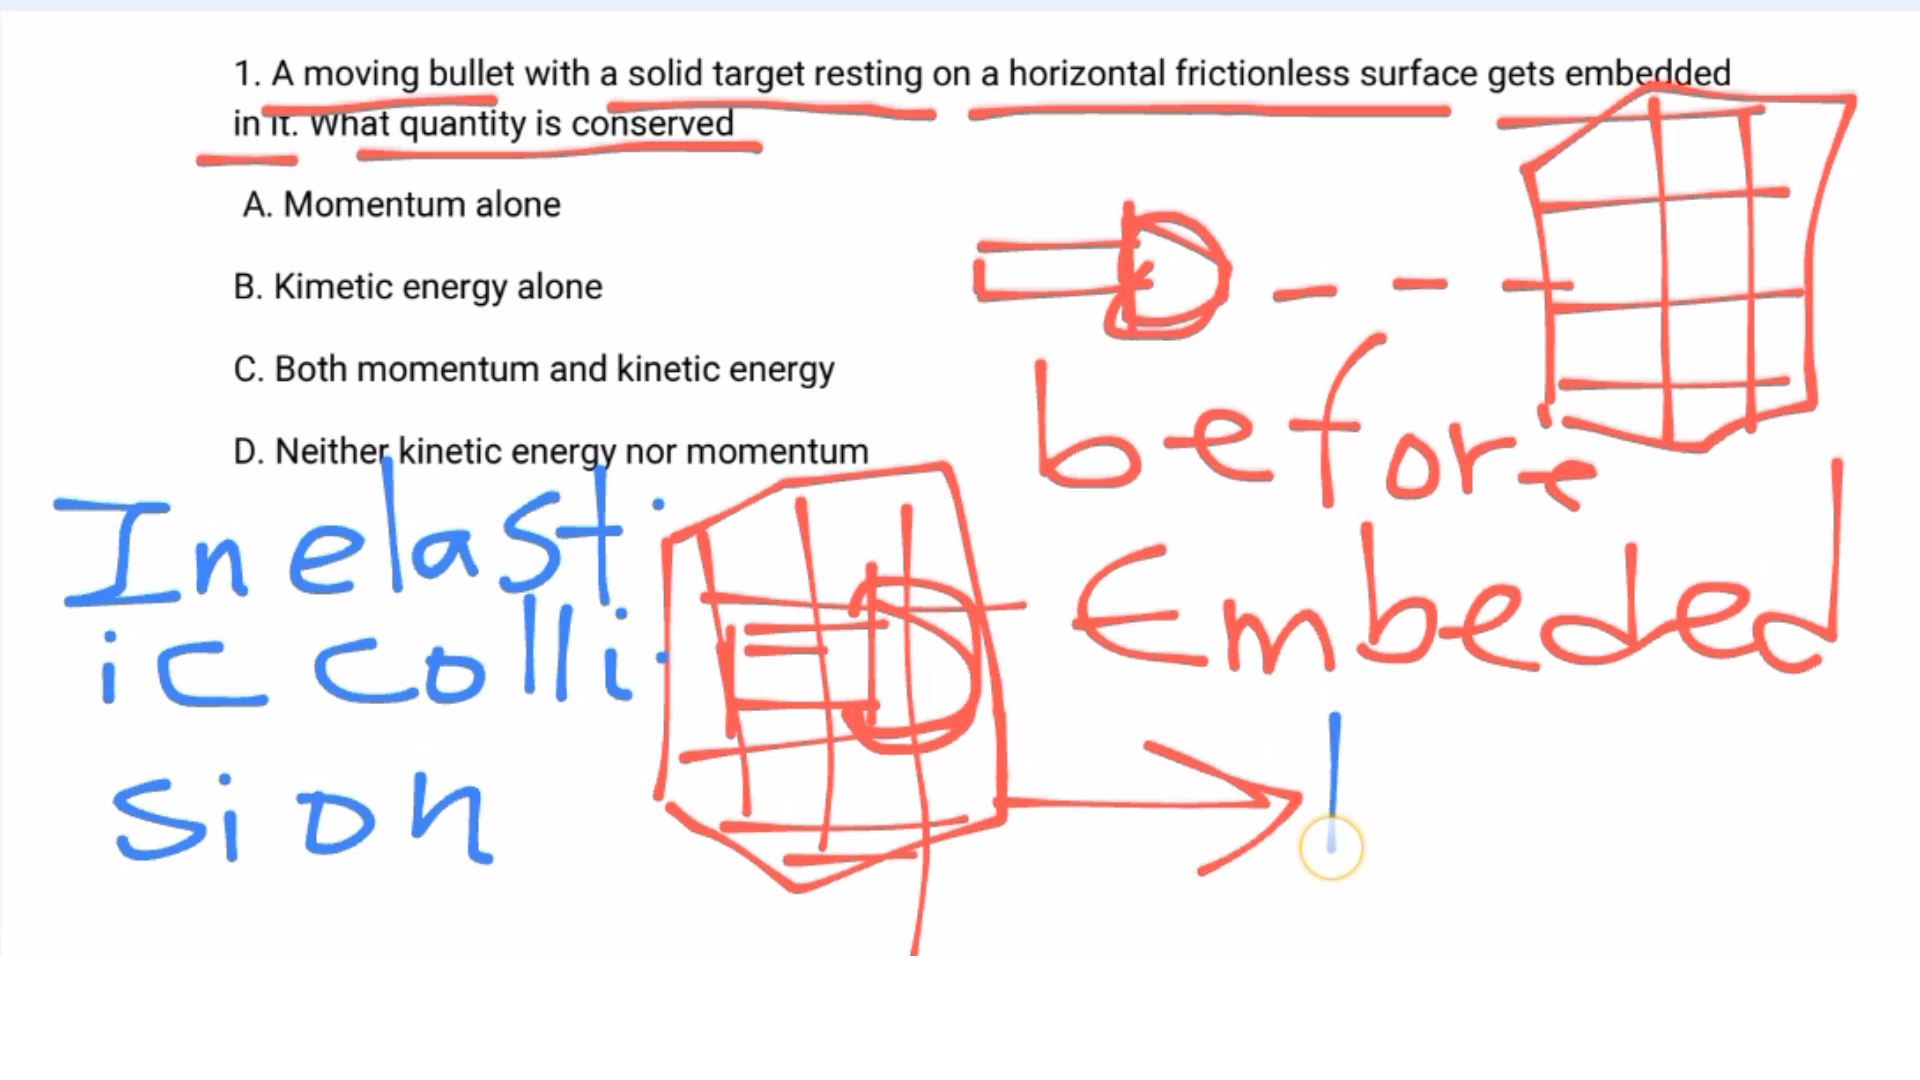 1. A moving bullet with a solid target resting on a horizontal frictionless surface gets embedded
in it. What quantity is conserved
A. Momentum alone
B. Kimetic energy alone
C. Both momentum and kinetic energy
D. Neither kinetic energy nor momentum
before
Embeded
Inelasti
ic colli
sion